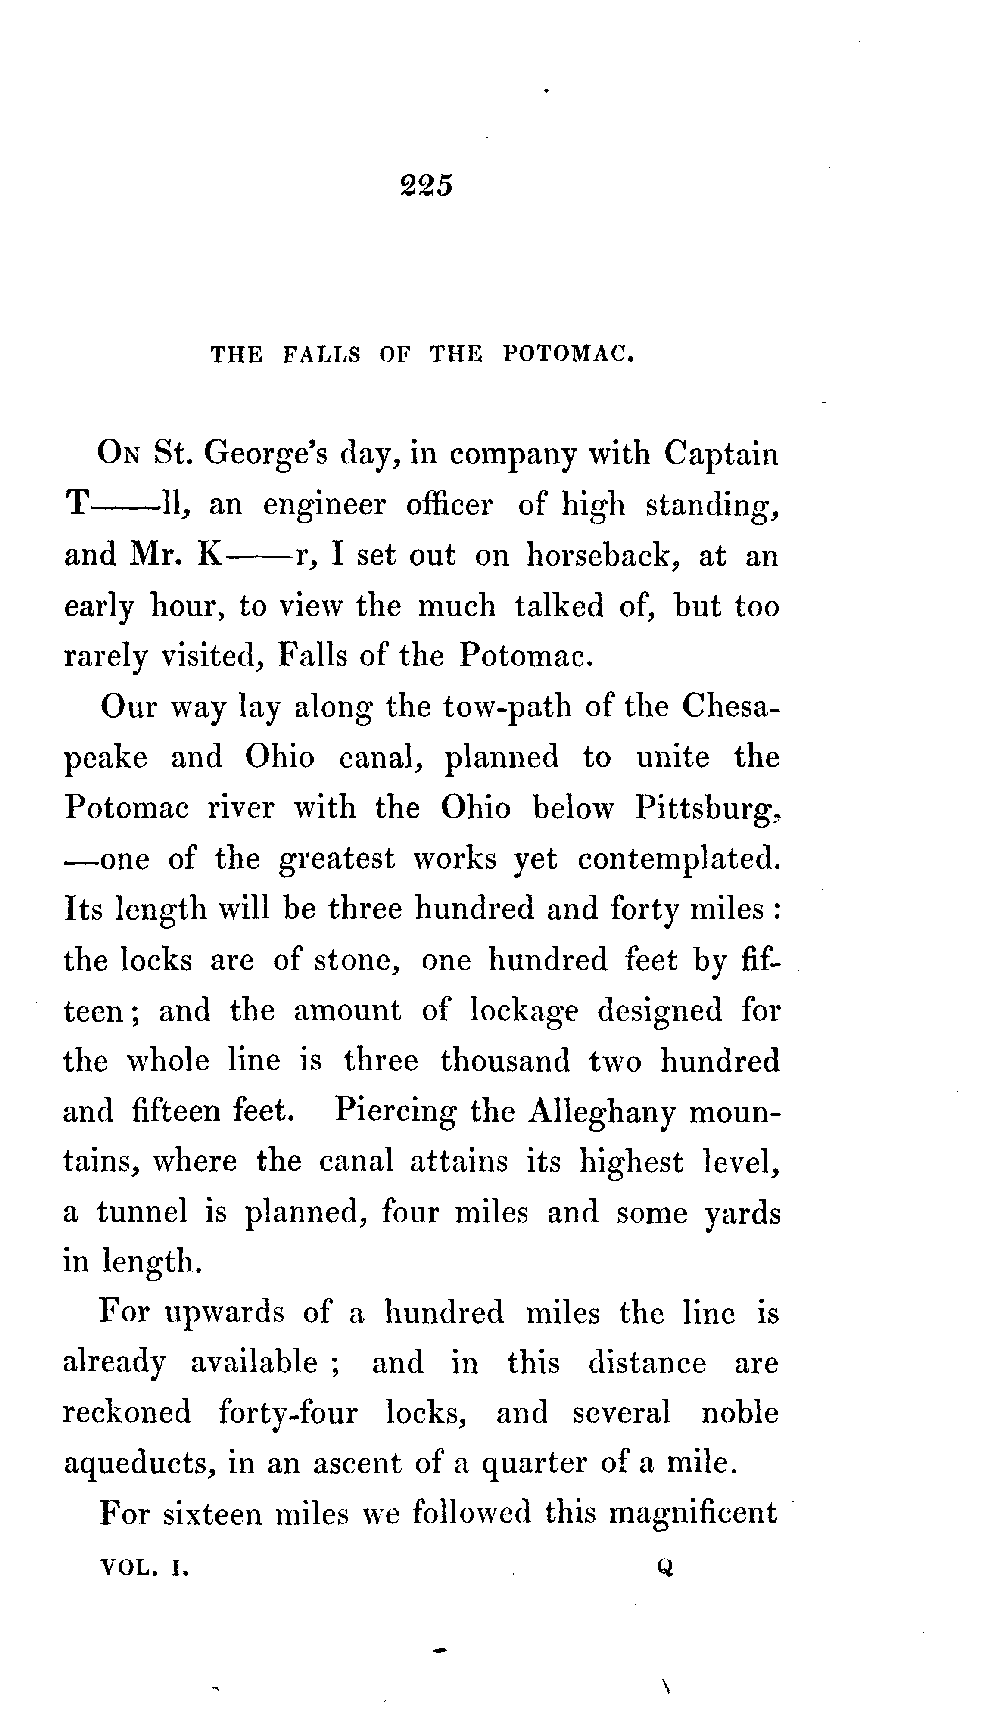 225
THE FALLS OF THE POTOMAC.
ON St. George's day, in company with Captain
T——ll, an engineer officer of high standing,
and Mr. K——r, I set out on horseback, at an
early hour, to view the much talked of, but too
rarely visited, Falls of the Potomac.
Our way lay along the tow-path of the Chesa-
peake and Ohio canal, planned to unite the
Potomac river with the Ohio below Pittsburg,
—one of the greatest works yet contemplated.
Its length will be three hundred and forty miles :
the locks are of stone, one hundred feet by fif-
teen ; and the amount of lockage designed for
the whole line is three thousand two hundred
and fifteen feet. Piercing the Alleghany moun-
tains, where the canal attains its highest level,
a tunnel is planned, four miles and some yards
in length.
For upwards of a hundred miles the line is
already available ; and in this distance are
reckoned forty-four locks, and several noble
aqueducts, in an ascent of a quarter of a mile.
For sixteen miles we followed this magnificent
VOL. I. Q